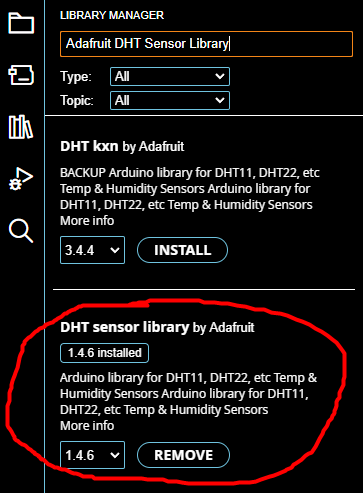 LIBRARY MANAGER
Adafruit DHT Sensor Library
Type: All
Topic: All
DHT kxn by Adafruit
BACKUP Arduino library for DHT11, DHT22, etc
Temp & Humidity Sensors Arduino library for
DHT11, DHT22, etc Temp & Humidity Sensors
More info
3.4.4 INSTALL
DHT sensor library by Adafruit
1.4.6 installed
Arduino library for DHT11, DHT22, etc Temp &
Humidity Sensors Arduino library for DHT11,
DHT22, etc Temp & Humidity Sensors
More info
1.4.6 REMOVE